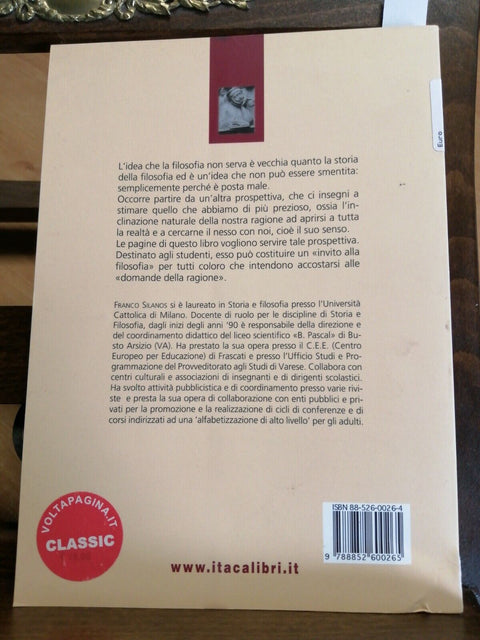 Euro
L'idea che la filosofia non serva è vecchia quanto la storia
della filosofia ed è un'idea che non può essere smentita:
semplicemente perché è posta male.
Occorre partire da un'altra prospettiva, che ci insegni a
stimare quello che abbiamo di più prezioso, ossia l'in-
clinazione naturale della nostra ragione ad aprirsi a tutta
la realtà e a cercarne il nesso con noi, cioè il suo senso.
Le pagine di questo libro vogliono servire tale prospettiva.
Destinato agli studenti, esso può costituire un «invito alla
filosofia» per tutti coloro che intendono accostarsi alle
«domande della ragione».
FRANCO SILANOS si è laureato in Storia e filosofia presso l'Università
Cattolica di Milano. Docente di ruolo per le discipline di Storia e
Filosofia, dagli inizi degli anni '90 è responsabile della direzione e
del coordinamento didattico del liceo scientifico «B. Pascal» di Bu-
sto Arsizio (VA). Ha prestato la sua opera presso il C.E.E. (Centro
Europeo per Educazione) di Frascati e presso l'Ufficio Studi e Pro-
grammazione del Provveditorato agli Studi di Varese. Collabora con
centri culturali e associazioni di insegnanti e di dirigenti scolastici.
Ha svolto attività pubblicistica e di coordinamento presso varie rivi-
ste e presta la sua opera di collaborazione con enti pubblici e pri-
vati per la promozione e la realizzazione di cicli di conferenze e di
corsi indirizzati ad una 'alfabetizzazione di alto livello' per gli adulti.
VOLTAPAGINA.IT
CLASSIC
ISBN 88-526-0026-4
9 788852 600265
www.itacalibri.it